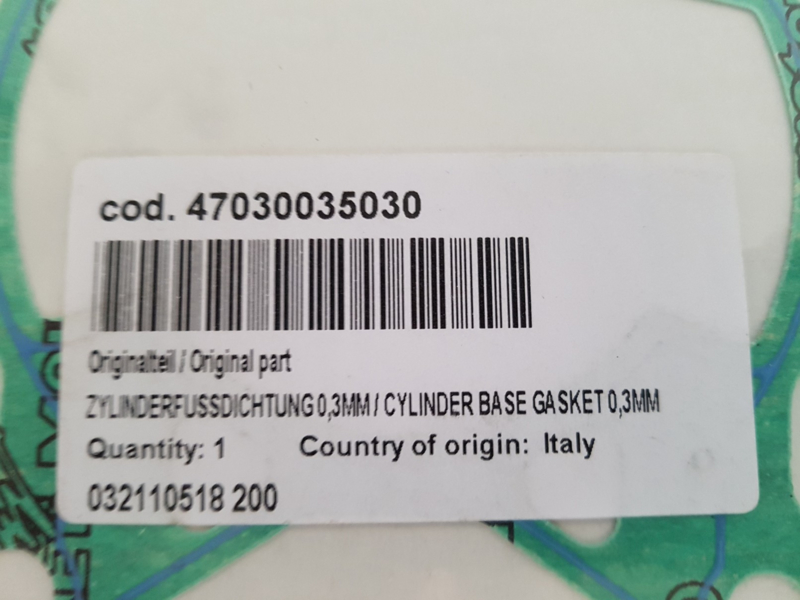 cod. 47030035030
Originalteil / Original part
ZYLINDERFUSSDICHTUNG 0,3MM / CYLINDER BASE GASKET 0,3MM
Quantity: 1 Country of origin: Italy
032110518 200